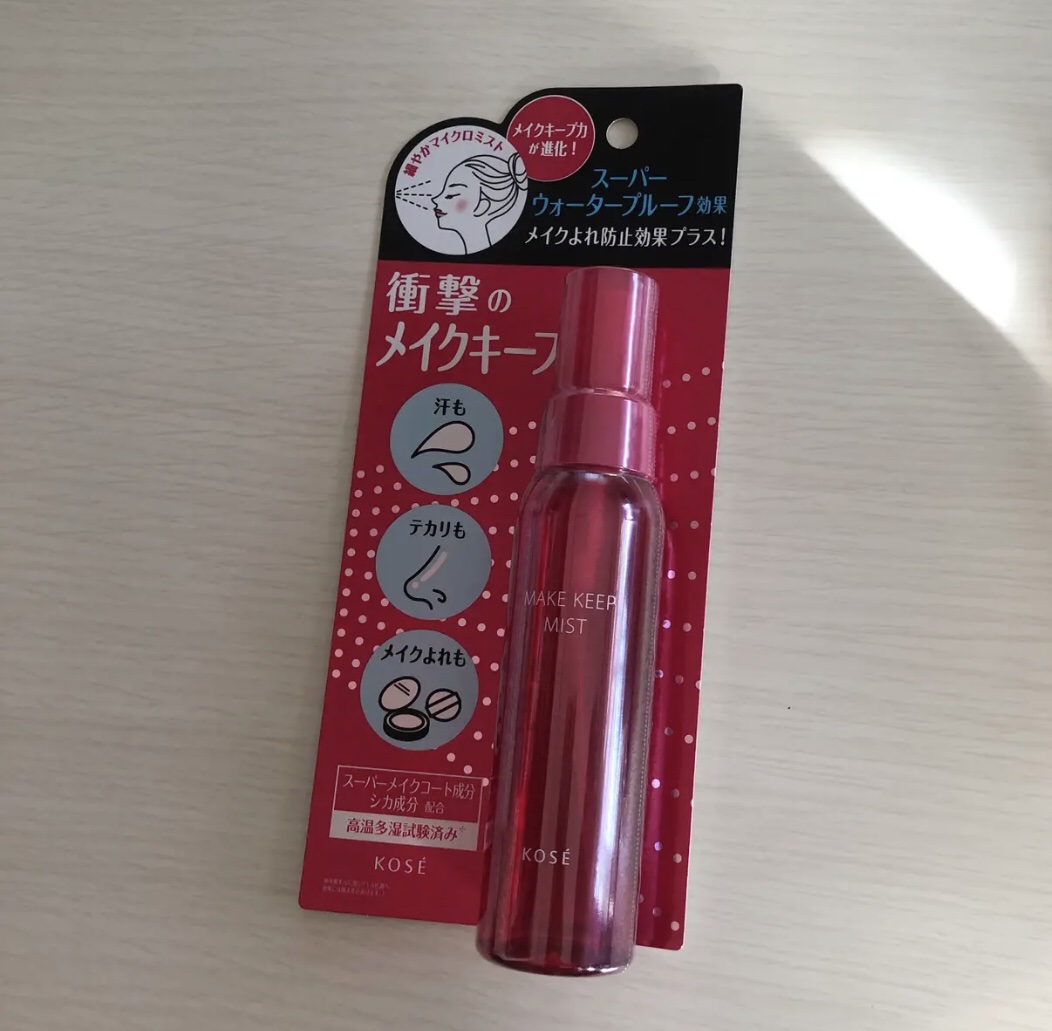 細やかマイクロミスト
メイクキープ力
が進化！
スーパー
ウォータープルーフ効果
メイクよれ防止効果プラス！
衝撃の
メイクキープ
汗も
テカリも
メイクよれも
MAKE KEEP
MIST
スーパーメイクコート成分
シカ成分 配合
高温多湿試験済み*
KOSÉ
KOSÉ